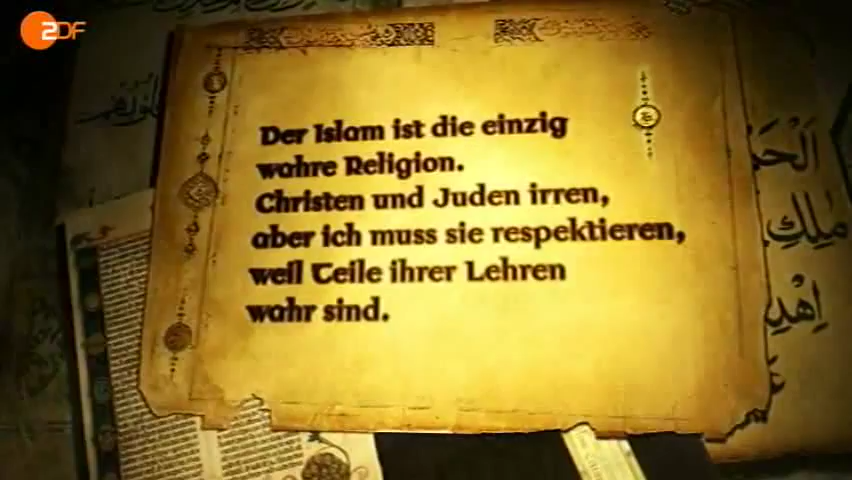 ZDF
Der Islam ist die einzig
wahre Religion.
Christen und Juden irren,
aber ich muss sie respektieren,
weil Teile ihrer Lehren
wahr sind.
مٰلِكِ
اِهْدِ